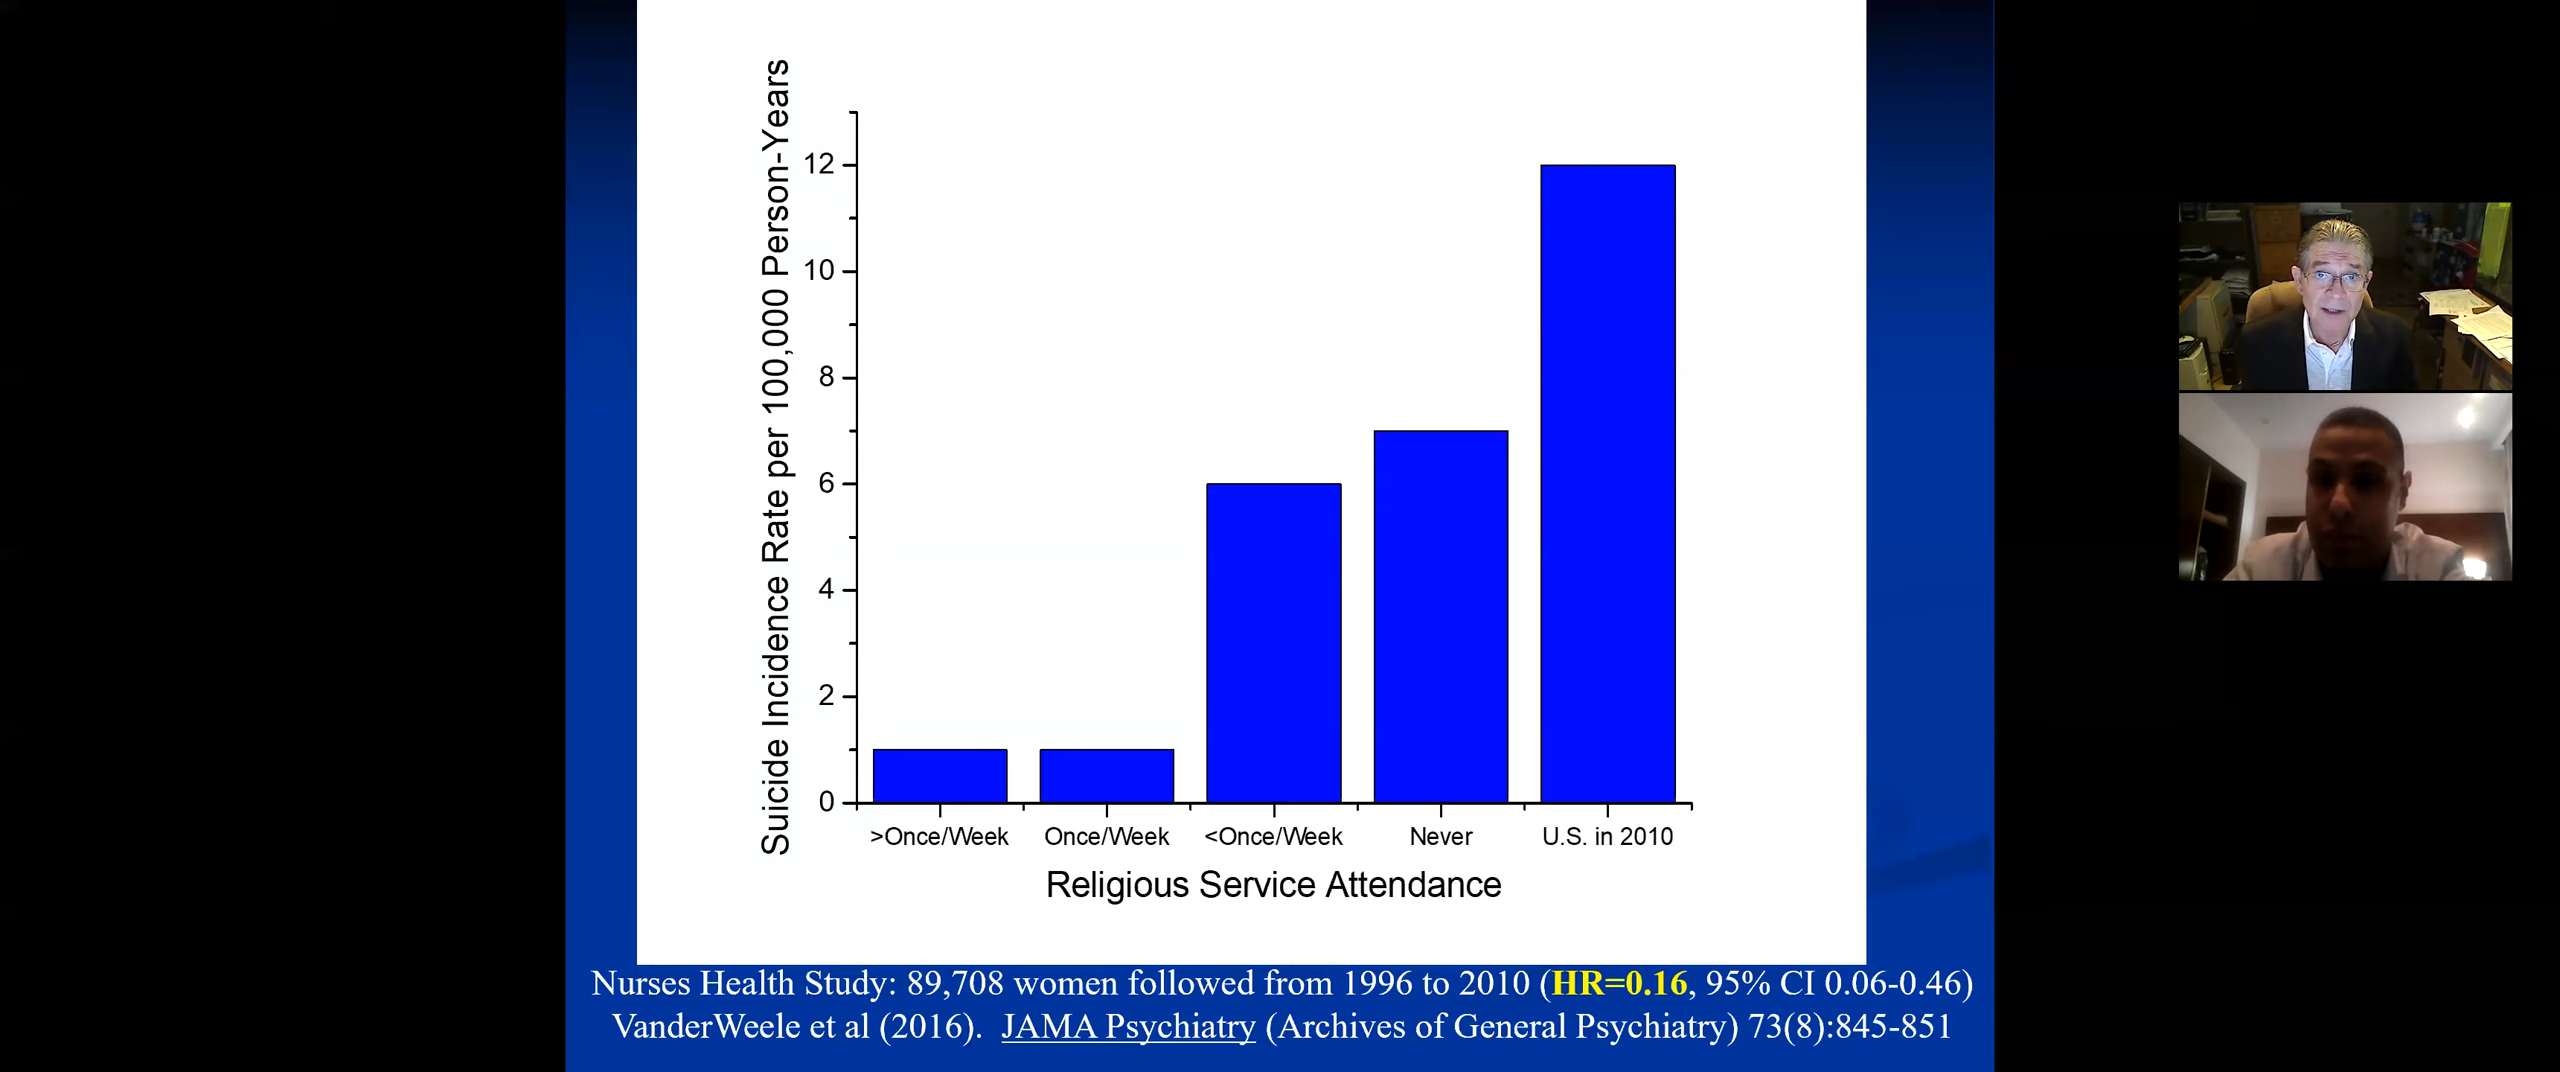 Suicide Incidence Rate per 100,000 Person-Years
12
10
8
6
4
2
0
>Once/Week Once/Week <Once/Week Never U.S. in 2010
Religious Service Attendance
Nurses Health Study: 89,708 women followed from 1996 to 2010 (HR=0.16, 95% CI 0.06-0.46)
VanderWeele et al (2016). JAMA Psychiatry (Archives of General Psychiatry) 73(8):845-851